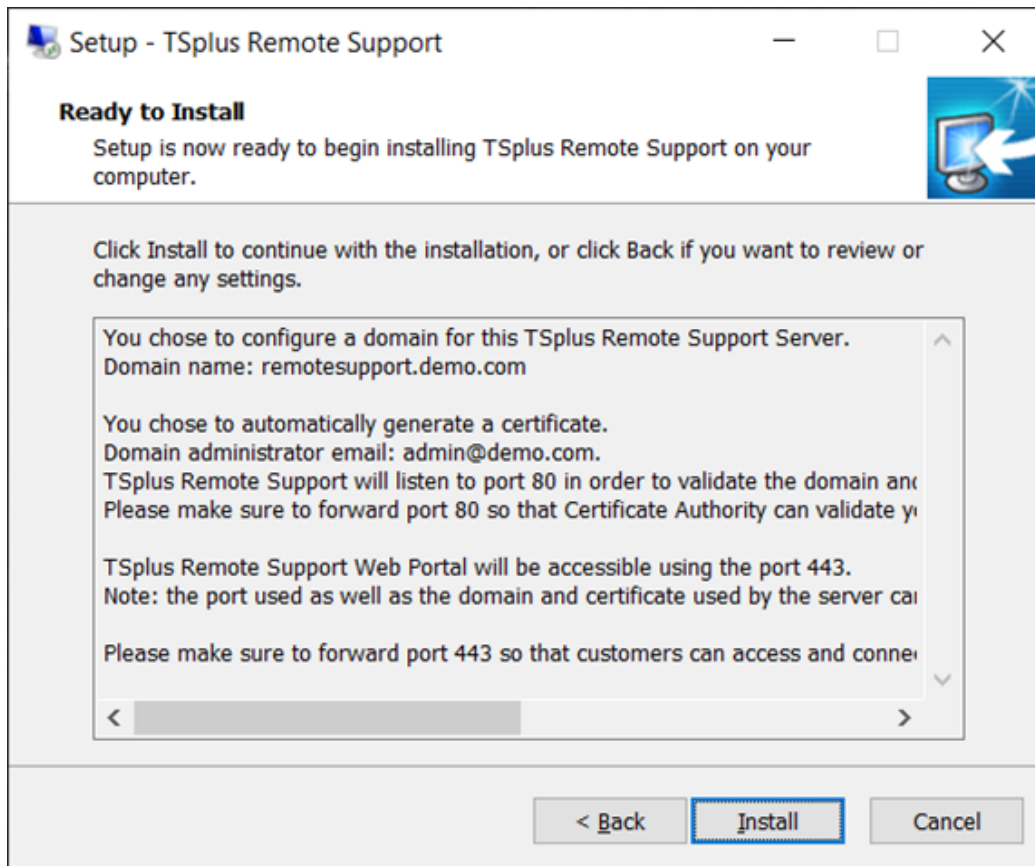 Setup - TSplus Remote Support
Ready to Install
Setup is now ready to begin installing TSplus Remote Support on your
computer.
Click Install to continue with the installation, or click Back if you want to review or
change any settings.
You chose to configure a domain for this TSplus Remote Support Server.
Domain name: remotesupport.demo.com
You chose to automatically generate a certificate.
Domain administrator email: admin@demo.com.
TSplus Remote Support will listen to port 80 in order to validate the domain and
Please make sure to forward port 80 so that Certificate Authority can validate
TSplus Remote Support Web Portal will be accessible using the port 443.
Note: the port used as well as the domain and certificate used by the server
Please make sure to forward port 443 so that customers can access and
< Back
Install
Cancel